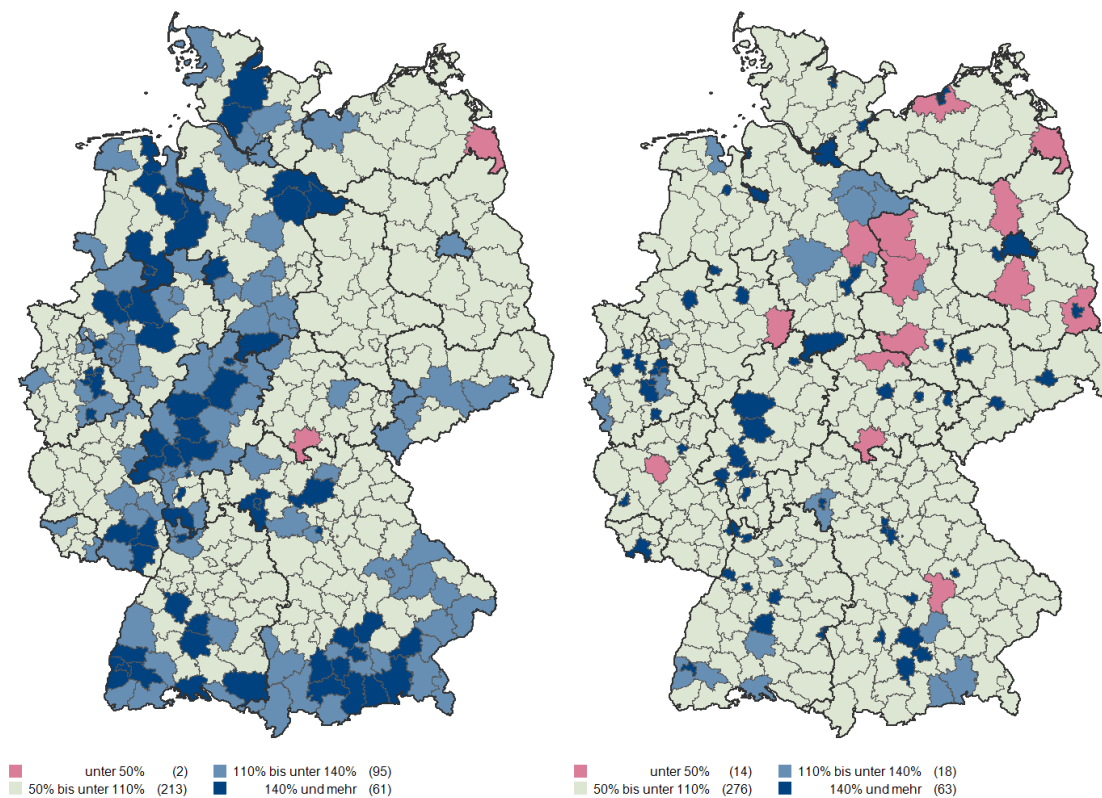 unter 50% (2) 110% bis unter 140% (95)
50% bis unter 110% (213) 140% und mehr (61)
unter 50% (14) 110% bis unter 140% (18)
50% bis unter 110% (276) 140% und mehr (63)